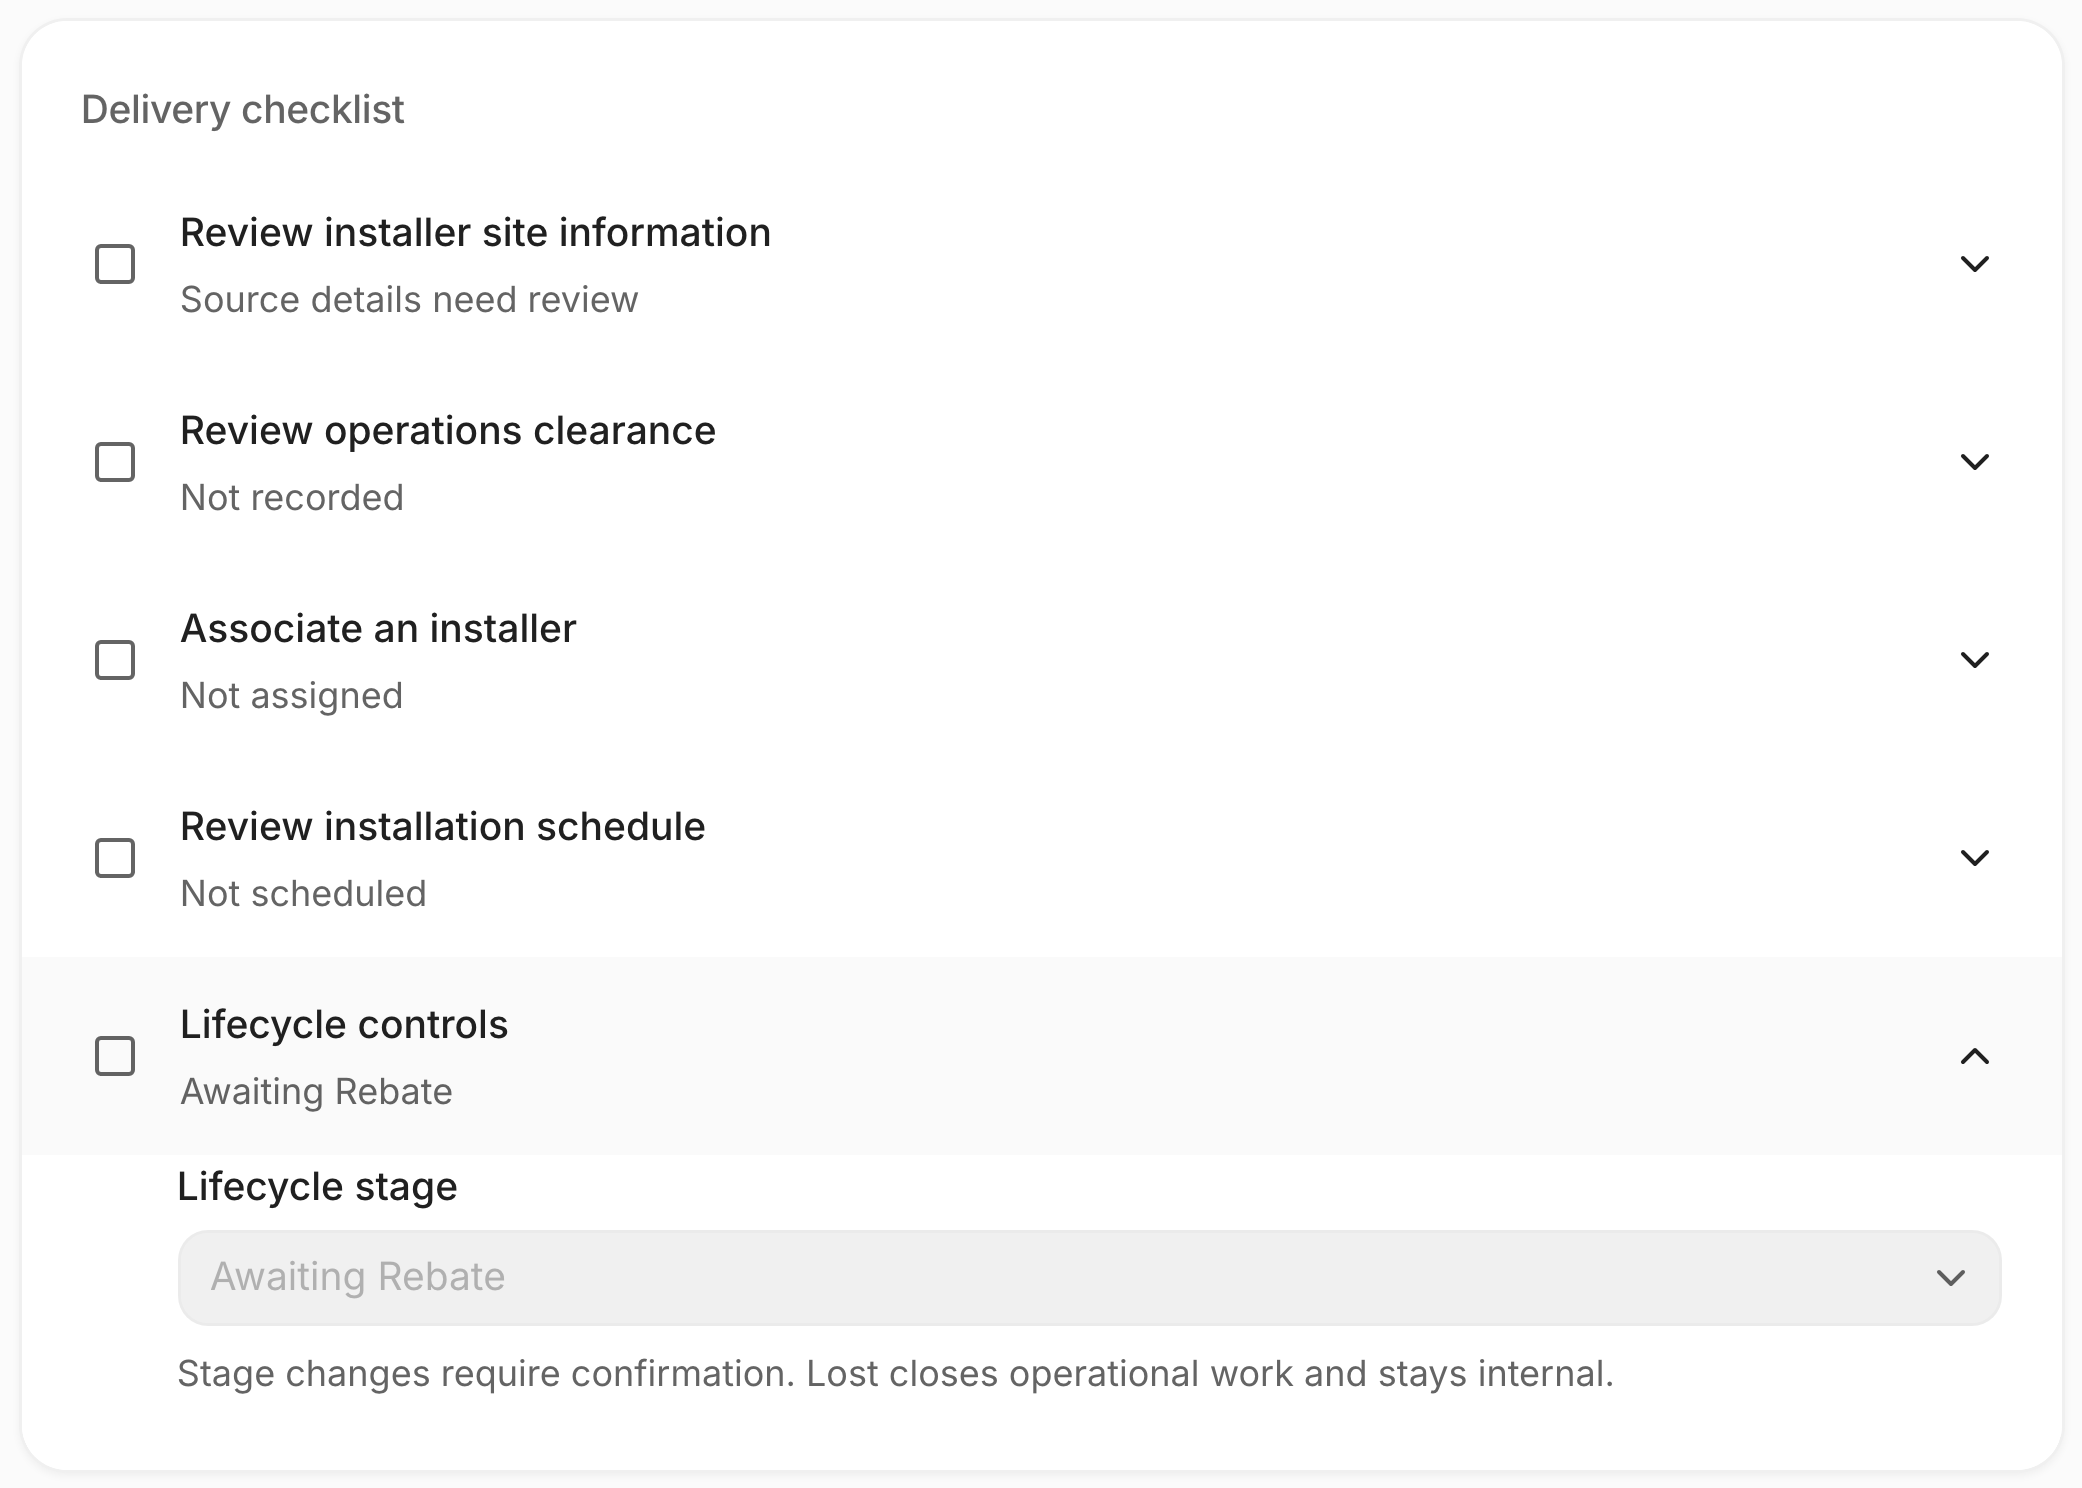 Delivery checklist
Review installer site information
Source details need review
Review operations clearance
Not recorded
Associate an installer
Not assigned
Review installation schedule
Not scheduled
Lifecycle controls
Awaiting Rebate
Lifecycle stage
Awaiting Rebate
Stage changes require confirmation. Lost closes operational work and stays internal.